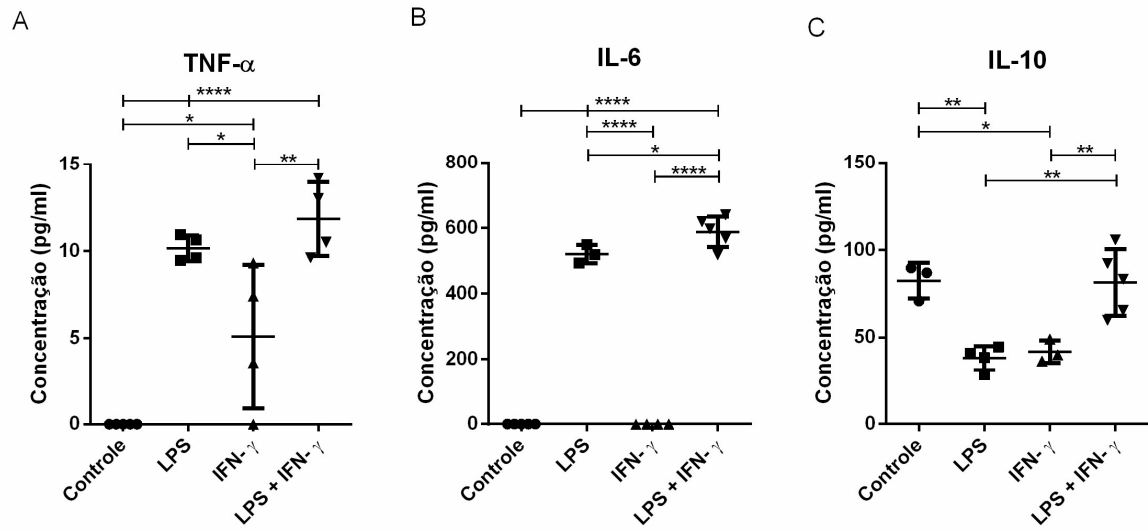 A
TNF-α
****
*
*
**
Concentração (pg/ml)
15
10
5
0
Controle
LPS
IFN- γ
LPS + IFN- γ
B
IL-6
****
****
*
****
Concentração (pg/ml)
800
600
400
200
0
Controle
LPS
IFN- γ
LPS + IFN- γ
C
IL-10
**
*
**
**
Concentração (pg/ml)
150
100
50
0
Controle
LPS
IFN- γ
LPS + IFN- γ